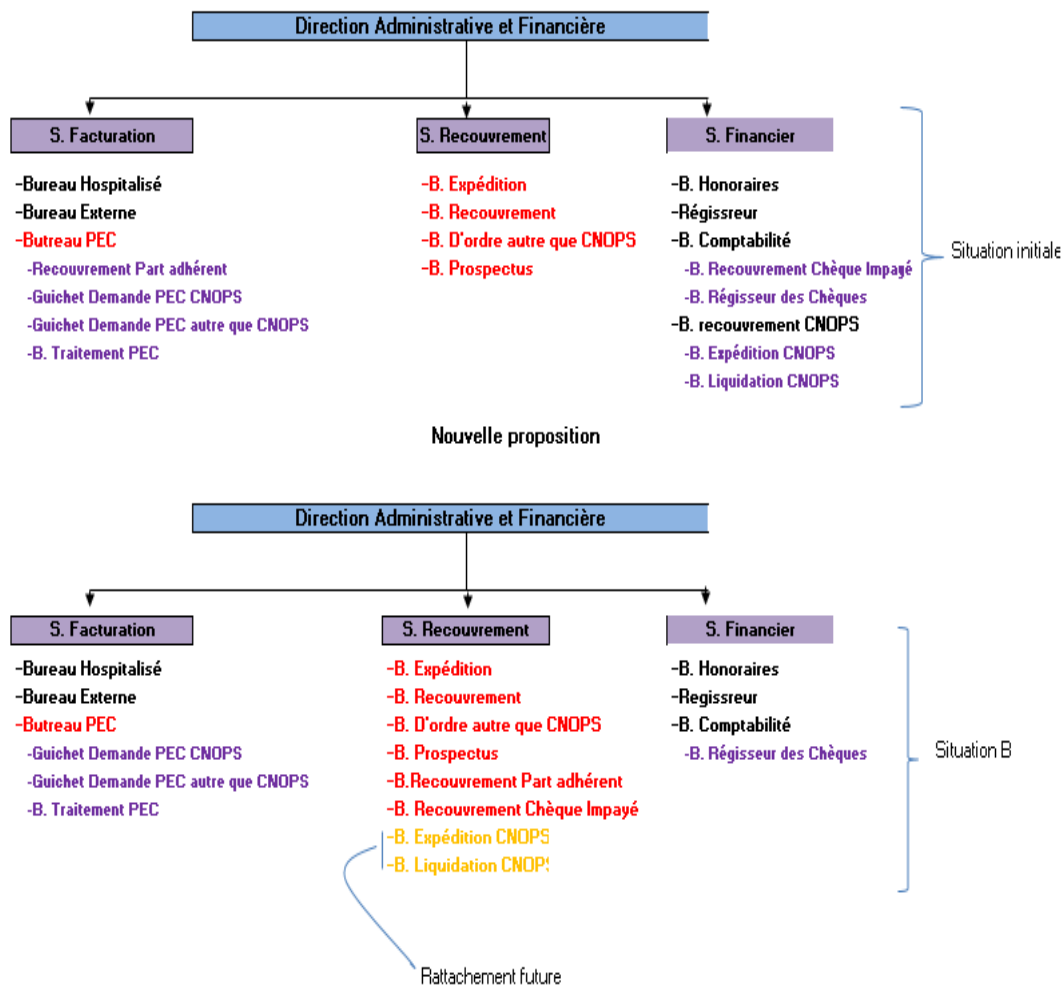 Direction Administrative et Financière
S. Facturation
-Bureau Hospitalisé
-Bureau Externe
-Butreau PEC
-Recouvrement Part adhérent
-Guichet Demande PEC CNOPS
-Guichet Demande PEC autre que CNOPS
-B. Traitement PEC
S. Recouvrement
-B. Expédition
-B. Recouvrement
-B. D'ordre autre que CNOPS
-B. Prospectus
S. Financier
-B. Honoraires
-Régissreur
-B. Comptabilité
-B. Recouvrement Chèque Impayé
-B. Régisseur des Chèques
-B. recouvrement CNOPS
-B. Expédition CNOPS
-B. Liquidation CNOPS
Situation initiale
Nouvelle proposition
Direction Administrative et Financière
S. Facturation
-Bureau Hospitalisé
-Bureau Externe
-Butreau PEC
-Guichet Demande PEC CNOPS
-Guichet Demande PEC autre que CNOPS
-B. Traitement PEC
S. Recouvrement
-B. Expédition
-B. Recouvrement
-B. D'ordre autre que CNOPS
-B. Prospectus
-B.Recouvrement Part adhérent
-B. Recouvrement Chèque Impayé
-B. Expédition CNOPS
-B. Liquidation CNOPS
S. Financier
-B. Honoraires
-Regissreur
-B. Comptabilité
-B. Régisseur des Chèques
Situation B
Rattachement future